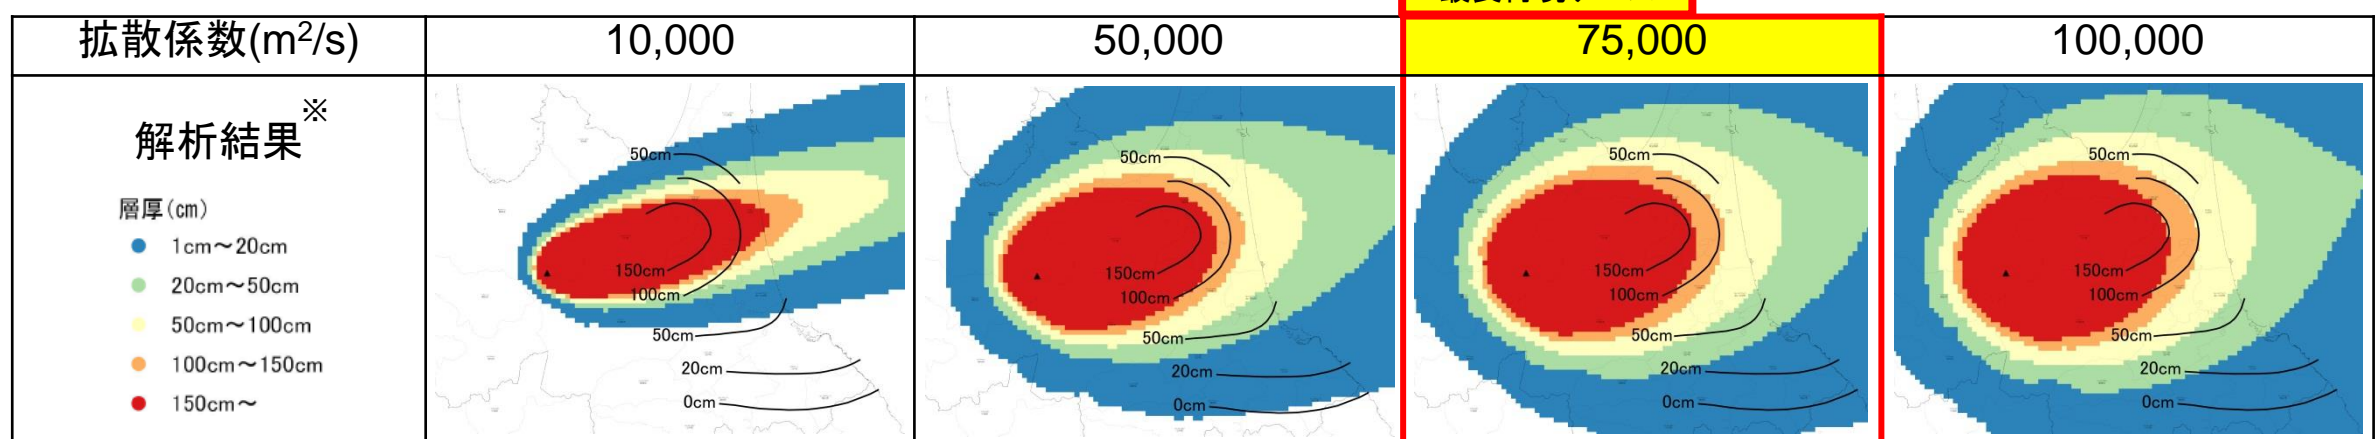 拡散係数(m²/s)
10,000
50,000
75,000
100,000
解析結果※
層厚(㎝)
1cm～20cm
20cm～50cm
50cm～100cm
100cm～150cm
150cm～
50cm
150cm
100cm
50cm
20cm
0cm
50cm
150cm
100cm
50cm
20cm
0cm
50cm
150cm
100cm
50cm
20cm
0cm
50cm
150cm
100cm
50cm
20cm
0cm